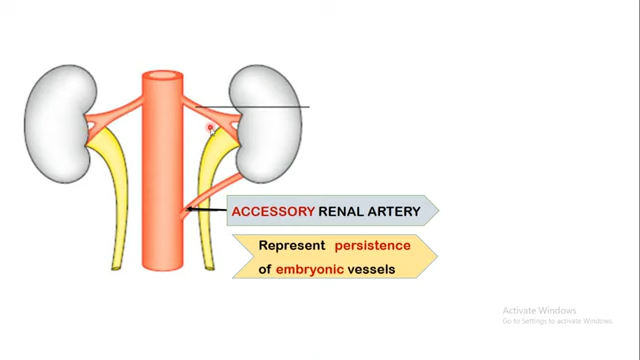 ACCESSORY RENAL ARTERY
Represent persistence
of embryonic vessels
Activate Windows
Go to Settings to activate Windows.